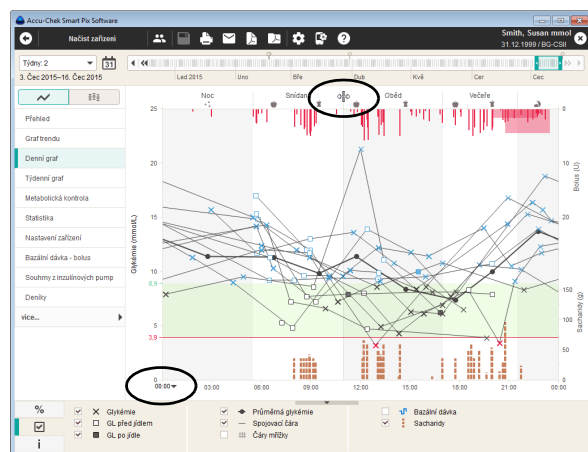 Accu-Chek Smart Pix Software
Načíst zařízení
Smith, Susan mmol
31.12.1999 / BG-CSII
Týdny: 2
31
3. Čec 2015–16. Čec 2015
Led 2015 Úno Bře Dub Kvě Čer Čec
Noc Snídaně Oběd Večeře
Přehled
Graf trendu
Denní graf
Týdenní graf
Metabolická kontrola
Statistika
Nastavení zařízení
Bazální dávka - bolus
Souhrny z inzulínových pump
Deníky
více...
Glykémie (mmol/L)
25
20
15
10
8,9
5
3,9
0
0
10
20
Bolus (U)
150
100
50
0
Sacharidy (g)
00:00 03:00 06:00 09:00 12:00 15:00 18:00 21:00 00:00
%
i
Glykémie
GL před jídlem
GL po jídle
Průměrná glykémie
Spojovací čára
Čáry mřížky
Bazální dávka
Sacharidy